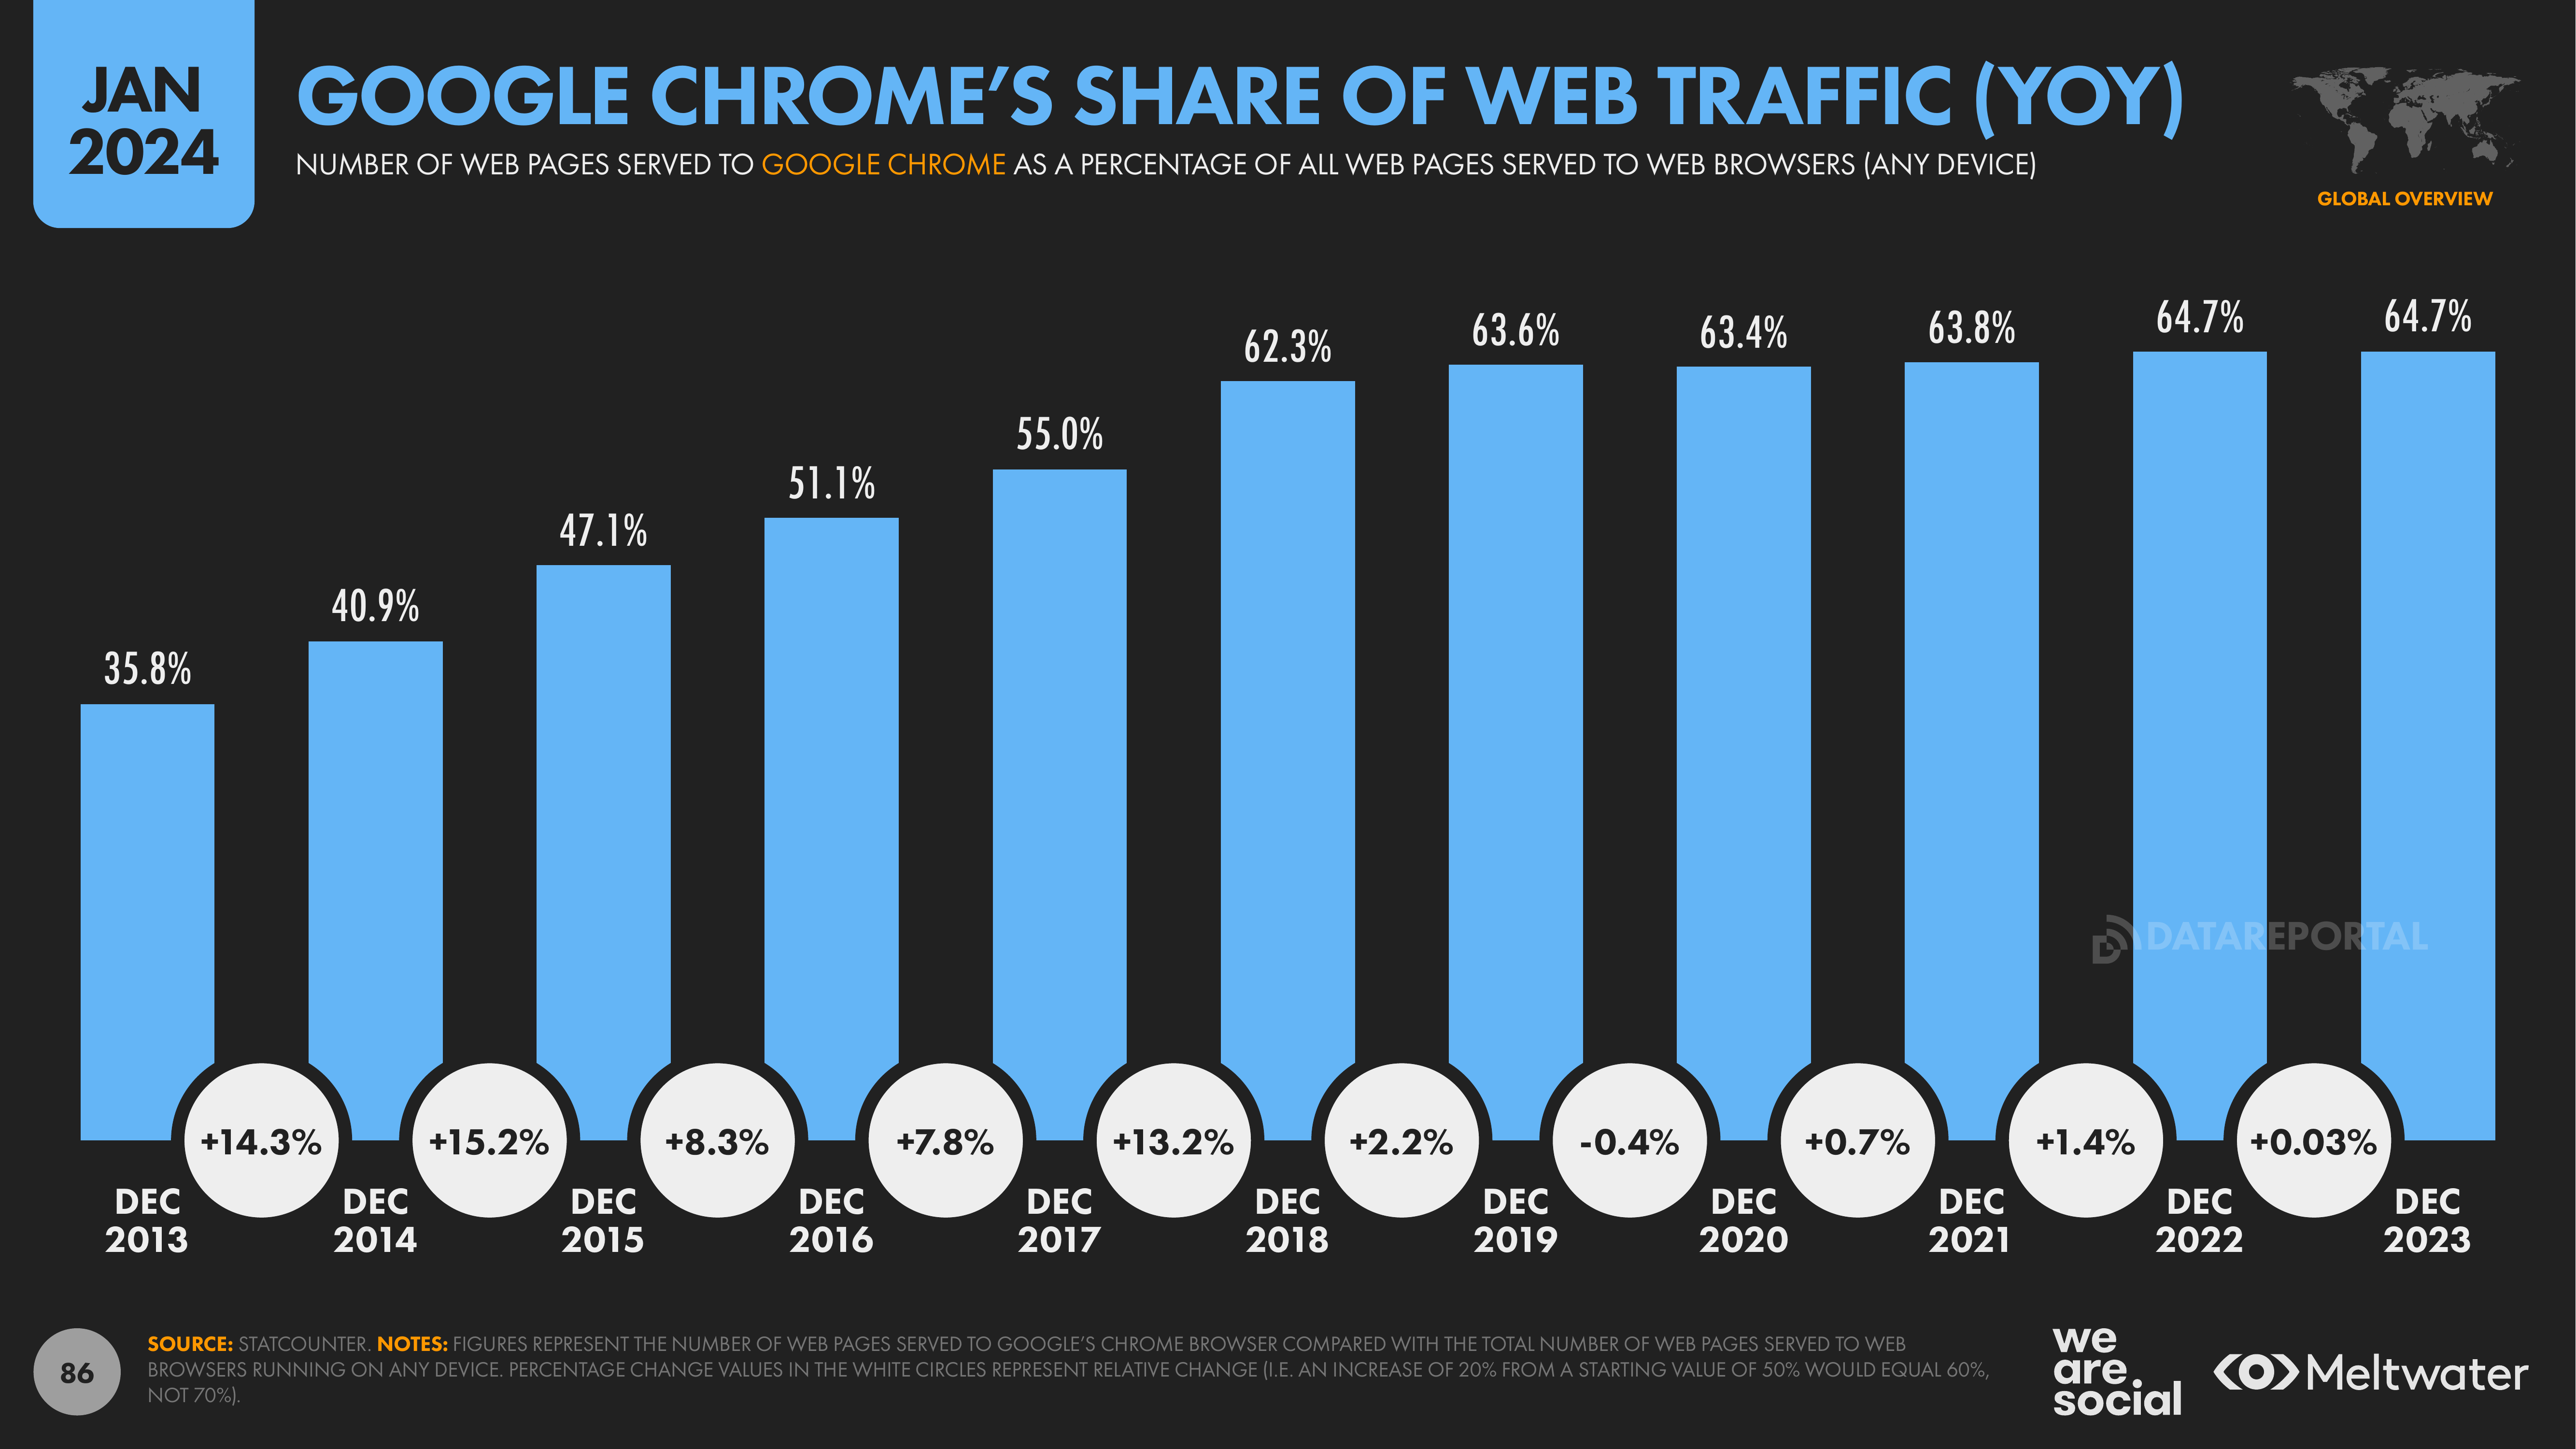 JAN
2024
GOOGLE CHROME’S SHARE OF WEB TRAFFIC (YOY)
NUMBER OF WEB PAGES SERVED TO GOOGLE CHROME AS A PERCENTAGE OF ALL WEB PAGES SERVED TO WEB BROWSERS (ANY DEVICE)
GLOBAL OVERVIEW
35.8%
40.9%
47.1%
51.1%
55.0%
62.3%
63.6%
63.4%
63.8%
64.7%
64.7%
DATAREPORTAL
+14.3%
+15.2%
+8.3%
+7.8%
+13.2%
+2.2%
-0.4%
+0.7%
+1.4%
+0.03%
DEC
2013
DEC
2014
DEC
2015
DEC
2016
DEC
2017
DEC
2018
DEC
2019
DEC
2020
DEC
2021
DEC
2022
DEC
2023
86
SOURCE: STATCOUNTER. NOTES: FIGURES REPRESENT THE NUMBER OF WEB PAGES SERVED TO GOOGLE’S CHROME BROWSER COMPARED WITH THE TOTAL NUMBER OF WEB PAGES SERVED TO WEB
BROWSERS RUNNING ON ANY DEVICE. PERCENTAGE CHANGE VALUES IN THE WHITE CIRCLES REPRESENT RELATIVE CHANGE (I.E. AN INCREASE OF 20% FROM A STARTING VALUE OF 50% WOULD EQUAL 60%,
NOT 70%).
we
are.
social
Meltwater